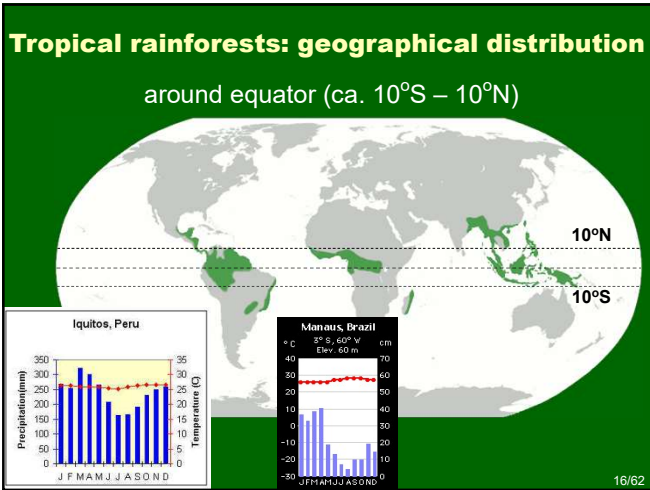 Tropical rainforests: geographical distribution
around equator (ca. 10°S – 10°N)
10°N
10°S
Iquitos, Peru
Precipitation(mm)
350
300
250
200
150
100
50
0
35
30
25
20
15
10
5
0
Temperature (C)
J F M A M J J A S O N D
Manaus, Brazil
3° S, 60° W
Elev. 60 m
° C
cm
40
30
20
10
0
-10
-20
-30
70
60
50
40
30
20
10
0
J F M A M J J A S O N D
16/62